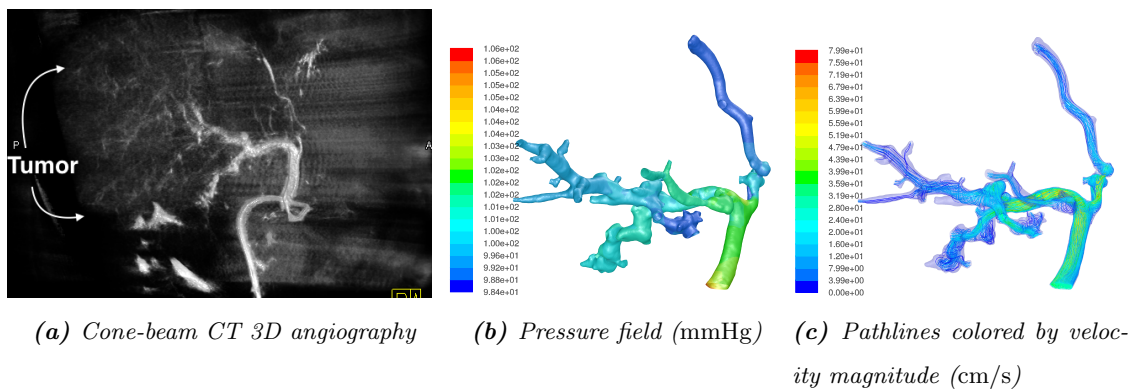 P
A
Tumor
1.06e+02
1.06e+02
1.05e+02
1.05e+02
1.05e+02
1.04e+02
1.04e+02
1.04e+02
1.03e+02
1.03e+02
1.02e+02
1.02e+02
1.02e+02
1.01e+02
1.01e+02
1.00e+02
1.00e+02
9.96e+01
9.92e+01
9.88e+01
9.84e+01
7.99e+01
7.59e+01
7.19e+01
6.79e+01
6.39e+01
5.99e+01
5.59e+01
5.19e+01
4.79e+01
4.39e+01
3.99e+01
3.59e+01
3.19e+01
2.80e+01
2.40e+01
2.00e+01
1.60e+01
1.20e+01
7.99e+00
3.99e+00
0.00e+00
(a) Cone-beam CT 3D angiography
(b) Pressure field (mmHg)
(c) Pathlines colored by veloc-
ity magnitude (cm/s)